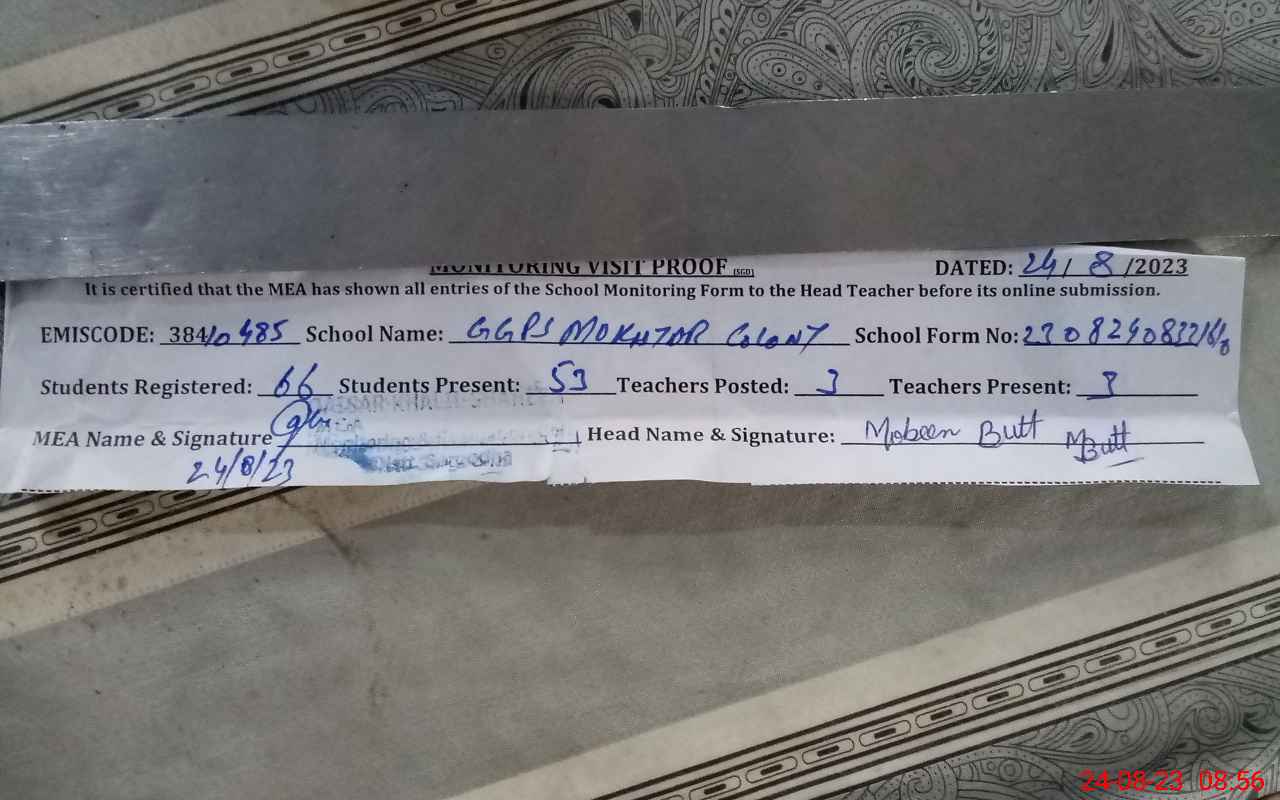 MONITORING VISIT PROOF (SGD) DATED: 24/ 8 /2023
It is certified that the MEA has shown all entries of the School Monitoring Form to the Head Teacher before its online submission.
EMISCODE: 384/0485 School Name: GGPS MOKHTAR COLONY School Form No:
Students Registered: 66 Students Present: 53 Teachers Posted: 3 Teachers Present: 3
MEA Name & Signature Head Name & Signature: Mobeen Butt MButt
24/8/23
24-08-23 08:56